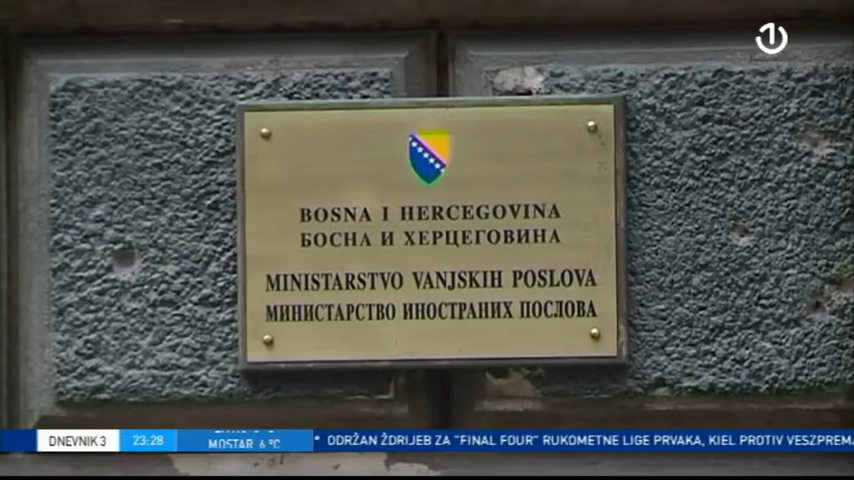 BOSNA I HERCEGOVINA
БОСНА И ХЕРЦЕГОВИНА
MINISTARSTVO VANJSKIH POSLOVA
МИНИСТАРСТВО ИНОСТРАНИХ ПОСЛОВА
DNEVNIK 3
23:28
MOSTAR 6 °C
* ODRŽAN ŽDRIJEB ZA "FINAL FOUR" RUKOMETNE LIGE PRVAKA, KIEL PROTIV VESZPREMA